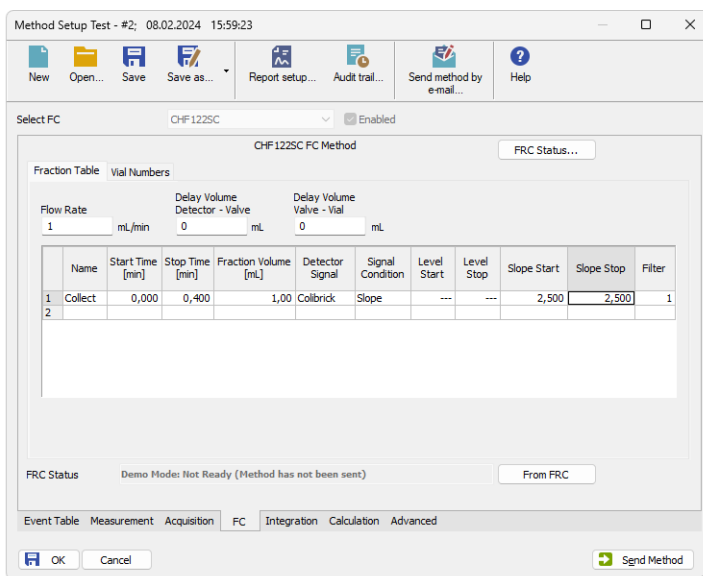 Method Setup Test - #2;   08.02.2024   15:59:23
New   Open...   Save   Save as...   Report setup...   Audit trail...   Send method by   Help
e-mail...
Select FC   CHF122SC   Enabled
CHF122SC FC Method
FRC Status...
Fraction Table   Vial Numbers
Delay Volume   Delay Volume
Flow Rate   Detector - Valve   Valve - Vial
1   mL/min   0   mL   0   mL
Name   Start Time   Stop Time   Fraction Volume   Detector   Signal   Level   Level   Slope Start   Slope Stop   Filter
[min]   [min]   [mL]   Signal   Condition   Start   Stop
1   Collect   0,000   0,400   1,00   Colibrick   Slope   ---   ---   2,500   2,500   1
2
FRC Status   Demo Mode: Not Ready (Method has not been sent)   From FRC
Event Table   Measurement   Acquisition   FC   Integration   Calculation   Advanced
OK   Cancel   Send Method